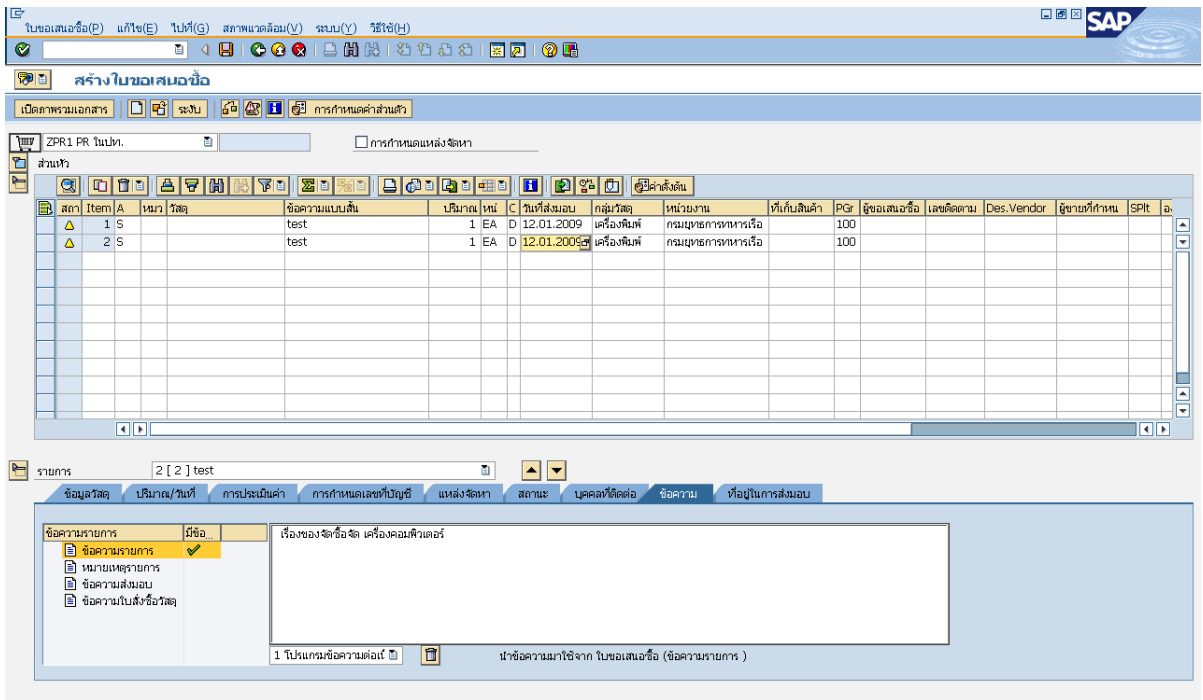 ใบขอเสนอซื้อ(P) แก้ไข(E) ไปที่(G) สภาพแวดล้อม(V) ระบบ(Y) วิธีใช้(H)
SAP
สร้างใบขอเสนอซื้อ
เปิดภาพรวมเอกสาร ระงับ การกำหนดค่าส่วนตัว
ZPR1 PR ในปท. การกำหนดแหล่งจัดหา
ส่วนหัว
ค่าตั้งต้น
สถา Item A หมว วัสดุ ข้อความแบบสั้น ปริมาณ หน่ C วันที่ส่งมอบ กลุ่มวัสดุ หน่วยงาน ที่เก็บสินค้า PGr ผู้ขอเสนอซื้อ เลขติดตาม Des.Vendor ผู้ขายที่กำหน SPlt
1 S test 1 EA D 12.01.2009 เครื่องพิมพ์ กรมยุทธการทหารเรือ 100
2 S test 1 EA D 12.01.2009 เครื่องพิมพ์ กรมยุทธการทหารเรือ 100
รายการ 2 [ 2 ] test
ข้อมูลวัสดุ ปริมาณ/วันที่ การประเมินค่า การกำหนดเลขที่บัญชี แหล่งจัดหา สถานะ บุคคลที่ติดต่อ ข้อความ ที่อยู่ในการส่งมอบ
ข้อความรายการ มีข้อ... เรื่องของจัดซื้อจัด เครื่องคอมพิวเตอร์
ข้อความรายการ
หมายเหตุรายการ
ข้อความส่งมอบ
ข้อความใบสั่งซื้อวัสดุ
1 โปรแกรมข้อความต่อเนื่ นำข้อความมาใช้จาก ใบขอเสนอซื้อ (ข้อความรายการ )